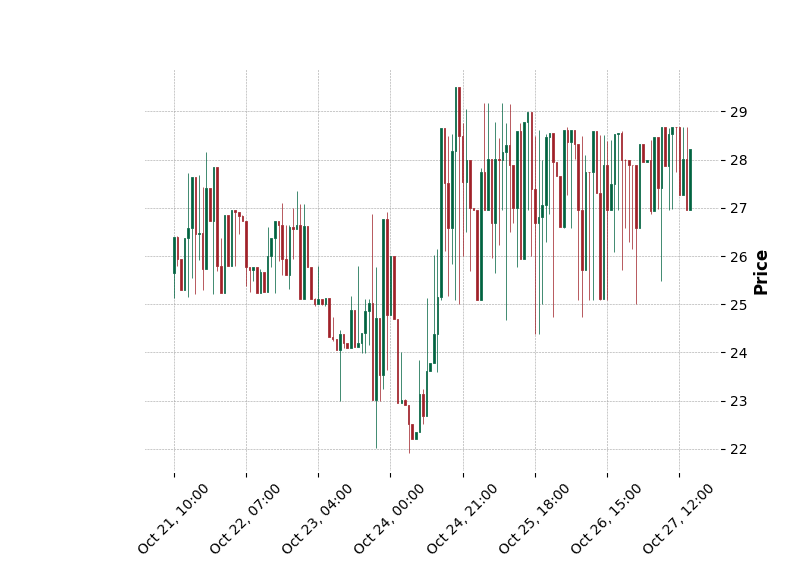 29
28
27
26
25
24
23
22
Price
Oct 21, 10:00
Oct 22, 07:00
Oct 23, 04:00
Oct 24, 00:00
Oct 24, 21:00
Oct 25, 18:00
Oct 26, 15:00
Oct 27, 12:00